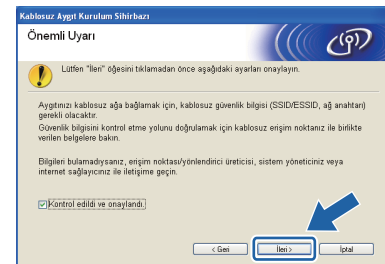 Kablosuz Aygıt Kurulum Sihirbazı
Önemli Uyarı
Lütfen "İleri" öğesini tıklamadan önce aşağıdaki ayarları onaylayın.
Aygıtınızı kablosuz ağa bağlamak için, kablosuz güvenlik bilgisi (SSID/ESSID, ağ anahtarı)
gerekli olacaktır.
Güvenlik bilgisini kontrol etme yolunu doğrulamak için kablosuz erişim noktanız ile birlikte
verilen belgelere bakın.
Bilgileri bulamadıysanız, erişim noktası/yönlendirici üreticisi, sistem yöneticiniz veya
internet sağlayıcınız ile iletişime geçin.
Kontrol edildi ve onaylandı.
< Geri İleri > İptal